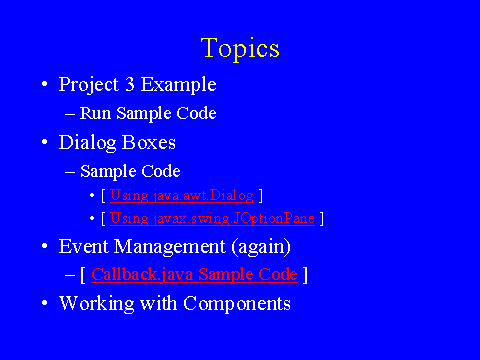 Topics
• Project 3 Example
– Run Sample Code
• Dialog Boxes
– Sample Code
• [ Using java.awt.Dialog ]
• [ Using javax.swing.JOptionPane ]
• Event Management (again)
– [ Callback.java Sample Code ]
• Working with Components